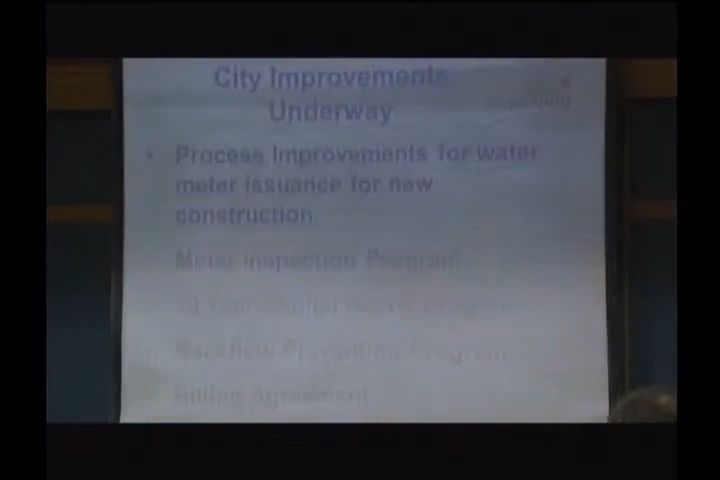 City Improvements
Underway
• Process Improvements for water
meter issuance for new
construction
Meter Inspection Program
Backflow Prevention Program
Billing Agreement